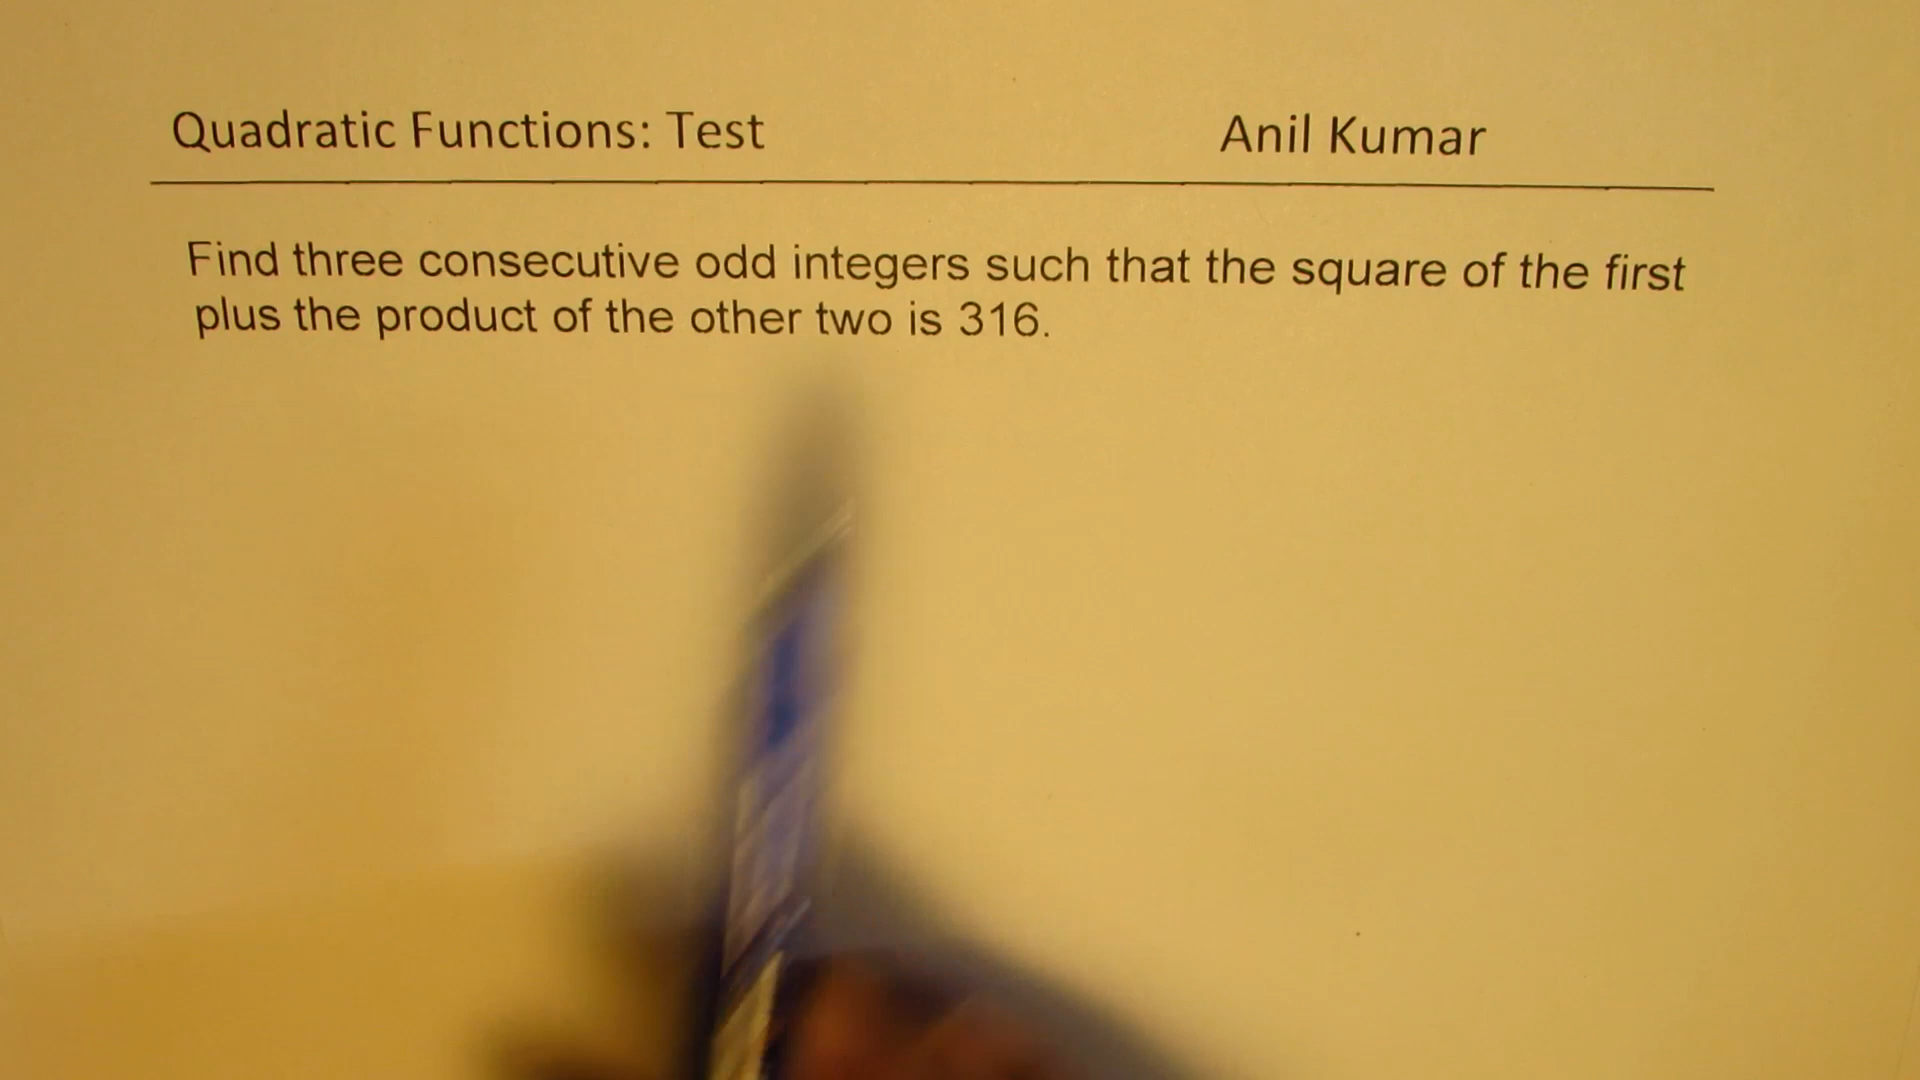 Quadratic Functions: Test Anil Kumar
Find three consecutive odd integers such that the square of the first
plus the product of the other two is 316.